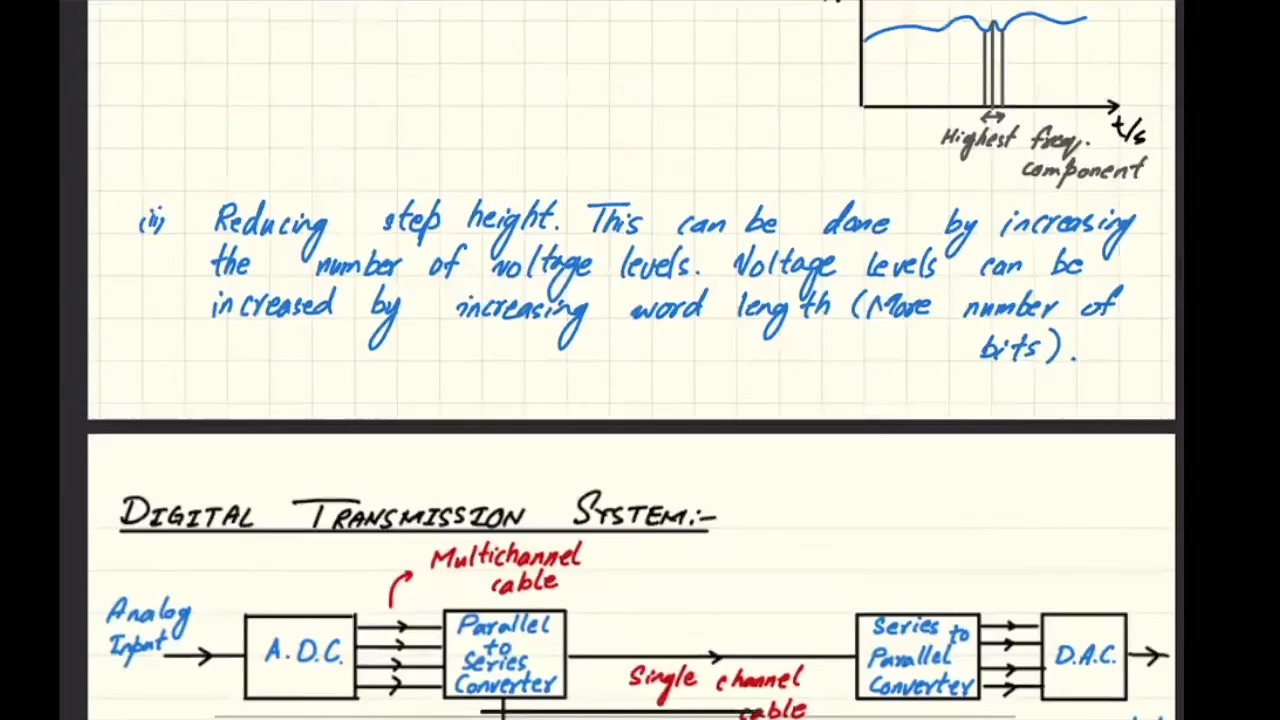 t/s
Highest freq.
component
(ii) Reducing step height. This can be done by increasing
the number of voltage levels. Voltage levels can be
increased by increasing word length (More number of
bits).
DIGITAL TRANSMISSION SYSTEM:-
Multichannel
cable
Analog
Input
A.D.C.
Parallel
to
Series
Converter
Single channel
cable
Series to
Parallel
Converter
D.A.C.